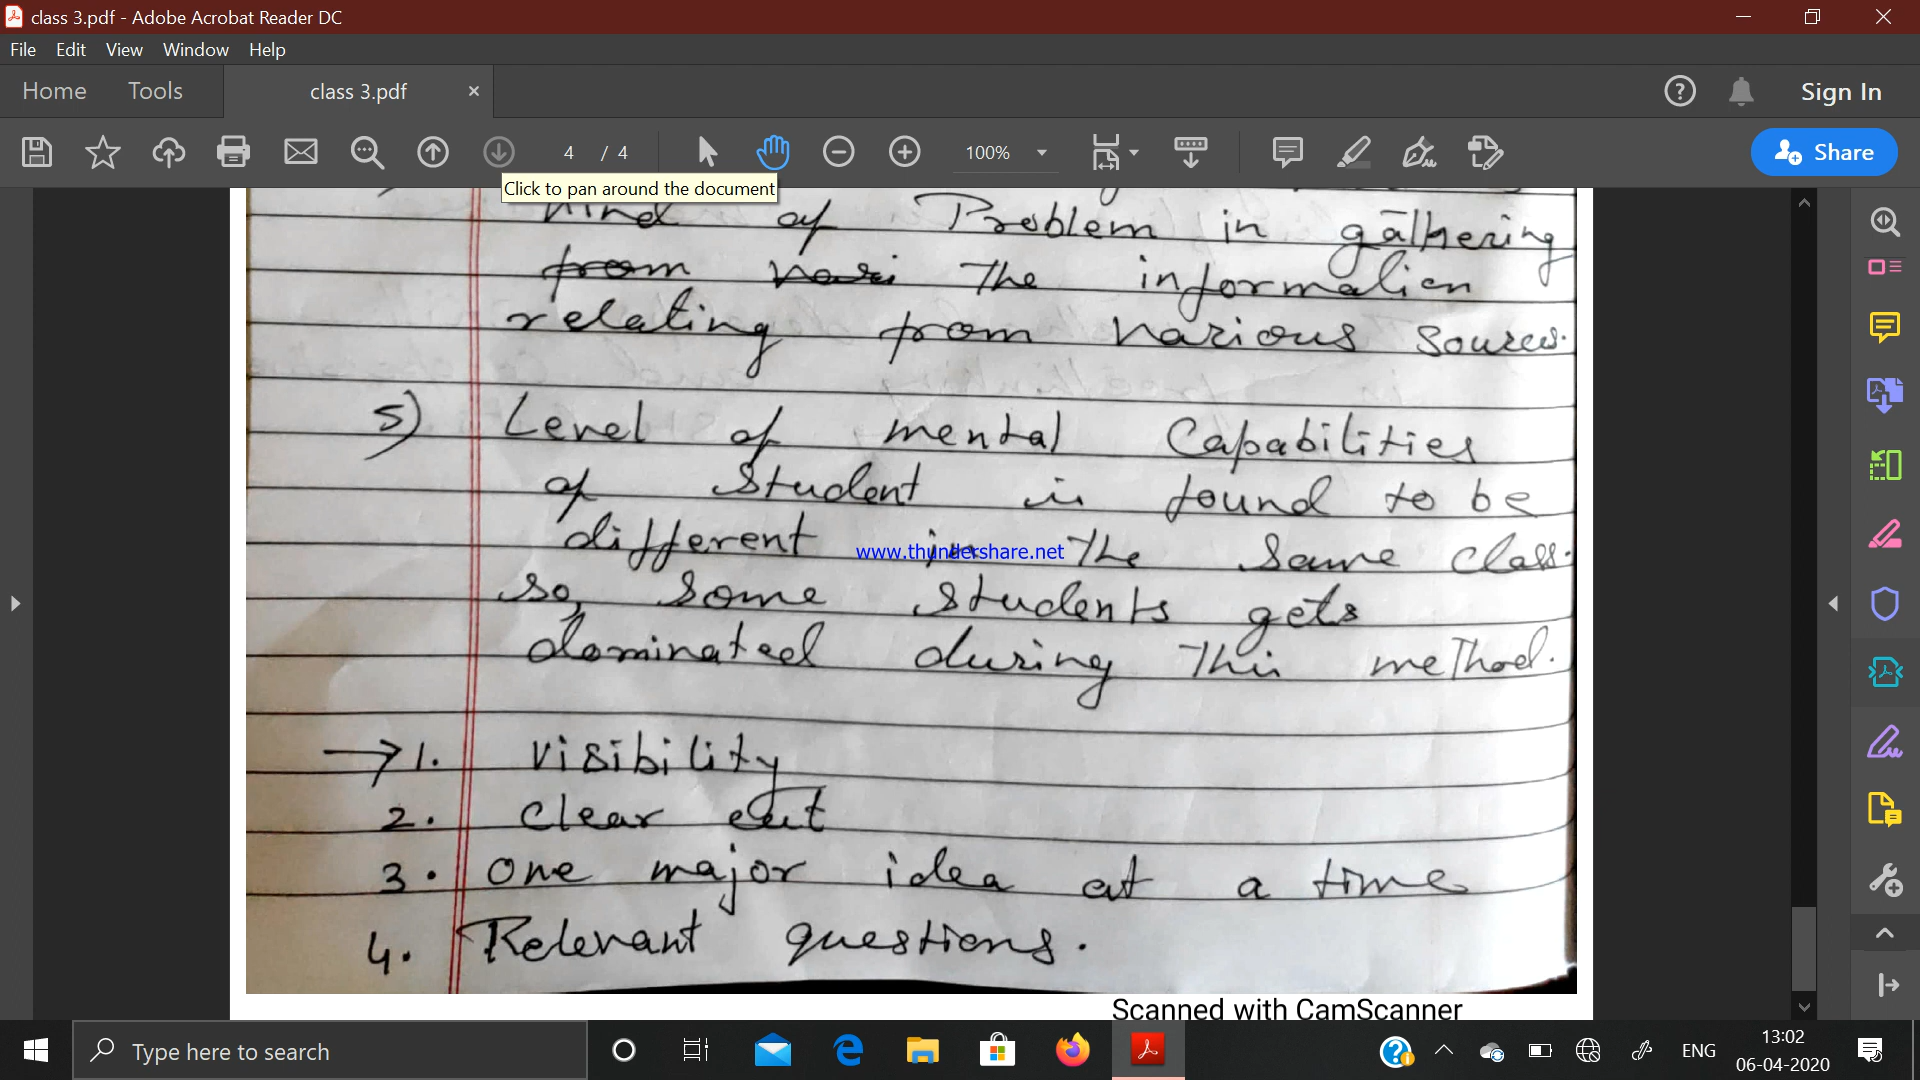 class 3.pdf - Adobe Acrobat Reader DC
File Edit View Window Help
Home Tools class 3.pdf × Sign In
4 / 4 100% Share
Click to pan around the document
kind of Problem in gathering
from vari The information
relating from various sources.
5) Level of mental Capabilities
of Student is found to be
different in The Same class.
so, Some students gets
dominated during This method.
www.thundershare.net
→ 1. visibility
2. clear cut
3. one major idea at a time
4. Relevant questions.
Scanned with CamScanner
Type here to search
ENG 13:02
06-04-2020